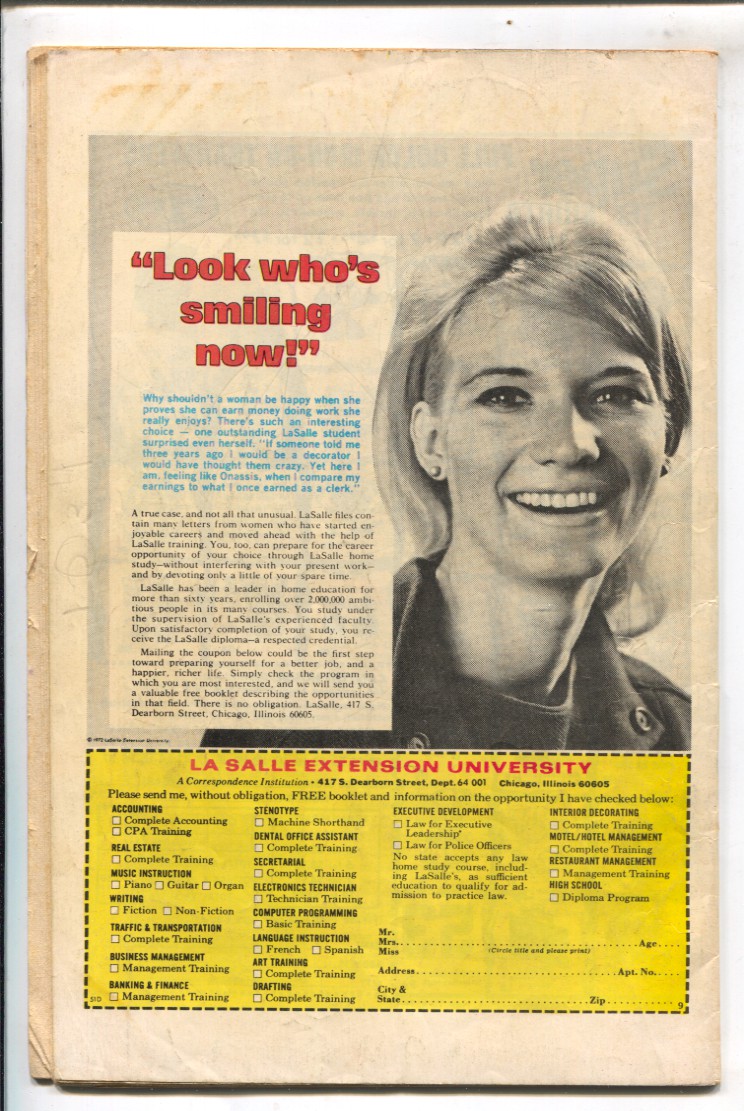 “Look who’s
smiling
now!”
Why shouldn't a woman be happy when she
proves she can earn money doing work she
really enjoys? There's such an interesting
choice — one outstanding LaSalle student
surprised even herself. "If someone told me
three years ago I would be a decorator I
would have thought them crazy. Yet here I
am, feeling like Onassis, when I compare my
earnings to what I once earned as a clerk."
A true case, and not all that unusual. LaSalle files con-
tain many letters from women who have started en-
joyable careers and moved ahead with the help of
LaSalle training. You, too, can prepare for the career
opportunity of your choice through LaSalle home
study—without interfering with your present work—
and by devoting only a little of your spare time.
LaSalle has been a leader in home education for
more than sixty years, enrolling over 2,000,000 ambi-
tious people in its many courses. You study under
the supervision of LaSalle's experienced faculty.
Upon satisfactory completion of your study, you re-
ceive the LaSalle diploma—a respected credential.
Mailing the coupon below could be the first step
toward preparing yourself for a better job, and a
happier, richer life. Simply check the program in
which you are most interested, and we will send you
a valuable free booklet describing the opportunities
in that field. There is no obligation. LaSalle, 417 S.
Dearborn Street, Chicago, Illinois 60605.
LaSalle Extension University
LA SALLE EXTENSION UNIVERSITY
A Correspondence Institution • 417 S. Dearborn Street, Dept. 64 001 Chicago, Illinois 60605
Please send me, without obligation, FREE booklet and information on the opportunity I have checked below:
ACCOUNTING
Complete Accounting
CPA Training
REAL ESTATE
Complete Training
MUSIC INSTRUCTION
Piano Guitar Organ
WRITING
Fiction Non-Fiction
TRAFFIC & TRANSPORTATION
Complete Training
BUSINESS MANAGEMENT
Management Training
BANKING & FINANCE
Management Training
STENOTYPE
Machine Shorthand
DENTAL OFFICE ASSISTANT
Complete Training
SECRETARIAL
Complete Training
ELECTRONICS TECHNICIAN
Technician Training
COMPUTER PROGRAMMING
Basic Training
LANGUAGE INSTRUCTION
French Spanish
ART TRAINING
Complete Training
DRAFTING
Complete Training
EXECUTIVE DEVELOPMENT
Law for Executive
Leadership*
Law for Police Officers
No state accepts any law
home study course, includ-
ing LaSalle's, as sufficient
education to qualify for ad-
mission to practice law.
INTERIOR DECORATING
Complete Training
MOTEL/HOTEL MANAGEMENT
Complete Training
RESTAURANT MANAGEMENT
Management Training
HIGH SCHOOL
Diploma Program
Mr.
Mrs. Age
Miss (Circle title and please print)
Address Apt. No.
City &
State Zip
9